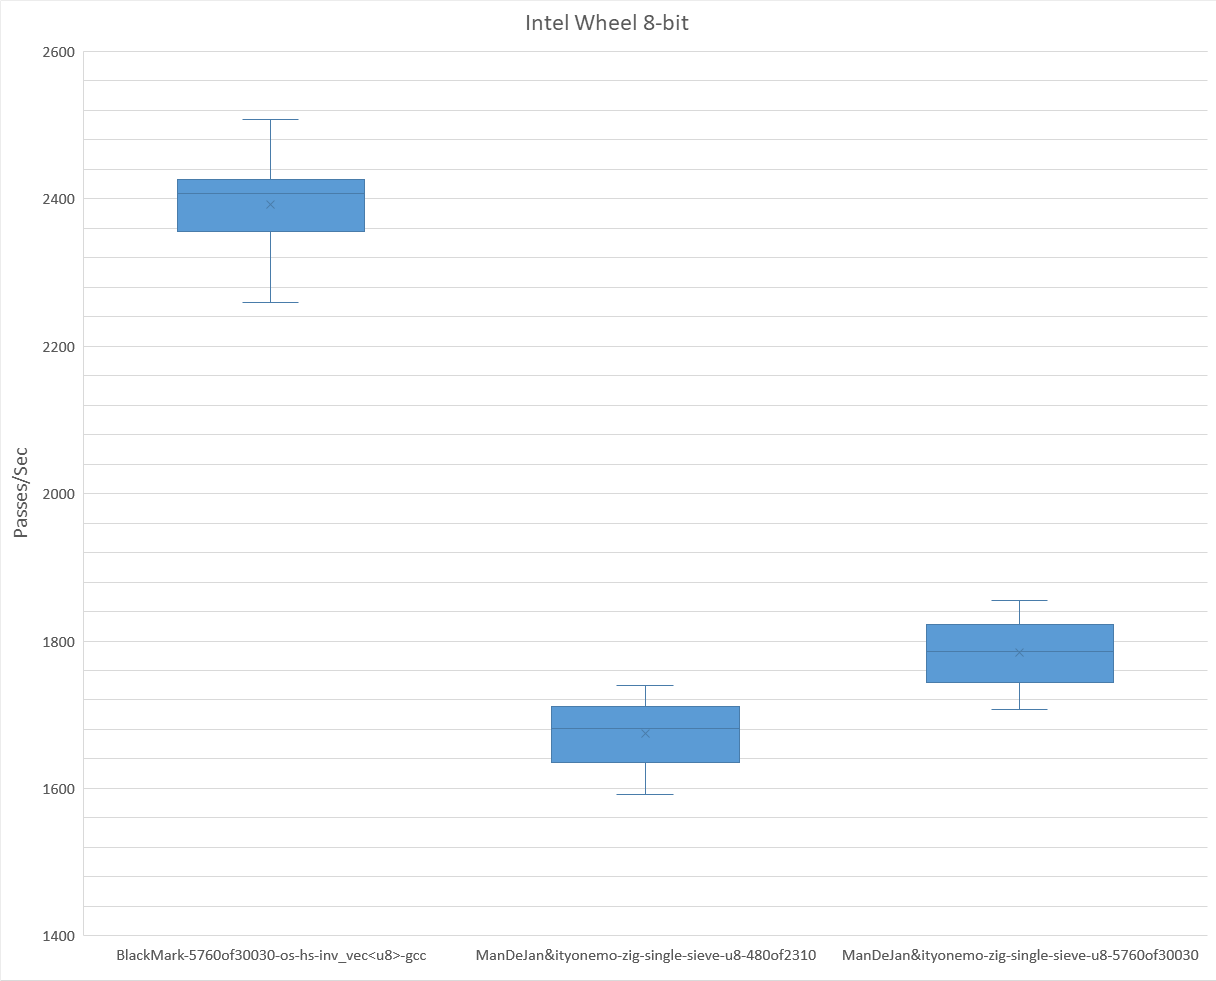 Intel Wheel 8-bit
2600
2400
2200
2000
1800
1600
1400
Passes/Sec
BlackMark-5760of30030-os-hs-inv_vec<u8>-gcc
ManDeJan&ityonemo-zig-single-sieve-u8-480of2310
ManDeJan&ityonemo-zig-single-sieve-u8-5760of30030